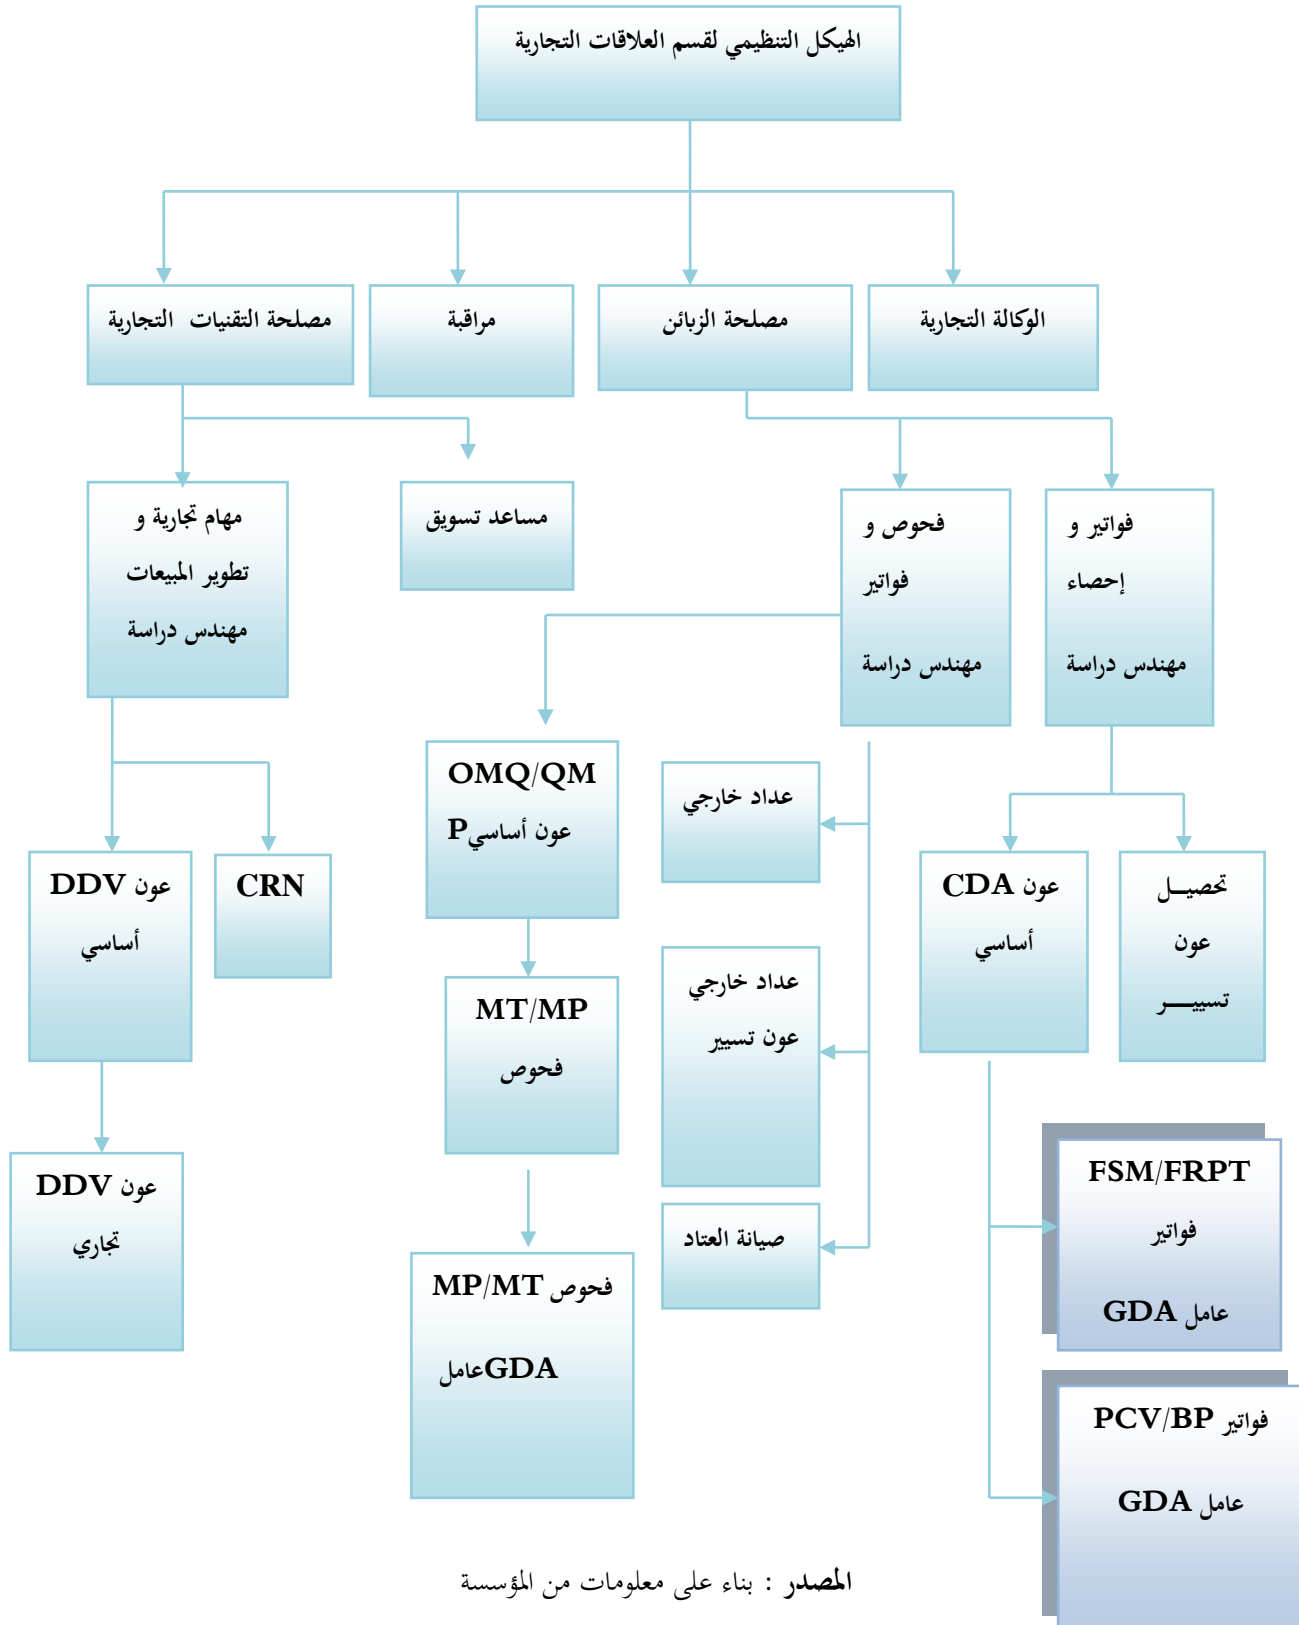 الهيكل التنظيمي لقسم العلاقات التجارية
الوكالة التجارية
مصلحة الزبائن
مراقبة
مصلحة التقنيات التجارية
فواتير و
إحصاء
مهندس دراسة
فحوص و
فواتير
مهندس دراسة
مساعد تسويق
مهام تجارية و
تطوير المبيعات
مهندس دراسة
عداد خارجي
OMQ/QM
عون أساسيP
تحصيــل
عون
تسييــــر
عون CDA
أساسي
CRN
عون DDV
أساسي
عداد خارجي
عون تسيير
MT/MP
فحوص
FSM/FRPT
فواتير
عامل GDA
عون DDV
تجاري
صيانة العتاد
فحوص MP/MT
GDAعامل
فواتير PCV/BP
عامل GDA
المصدر : بناء على معلومات من المؤسسة